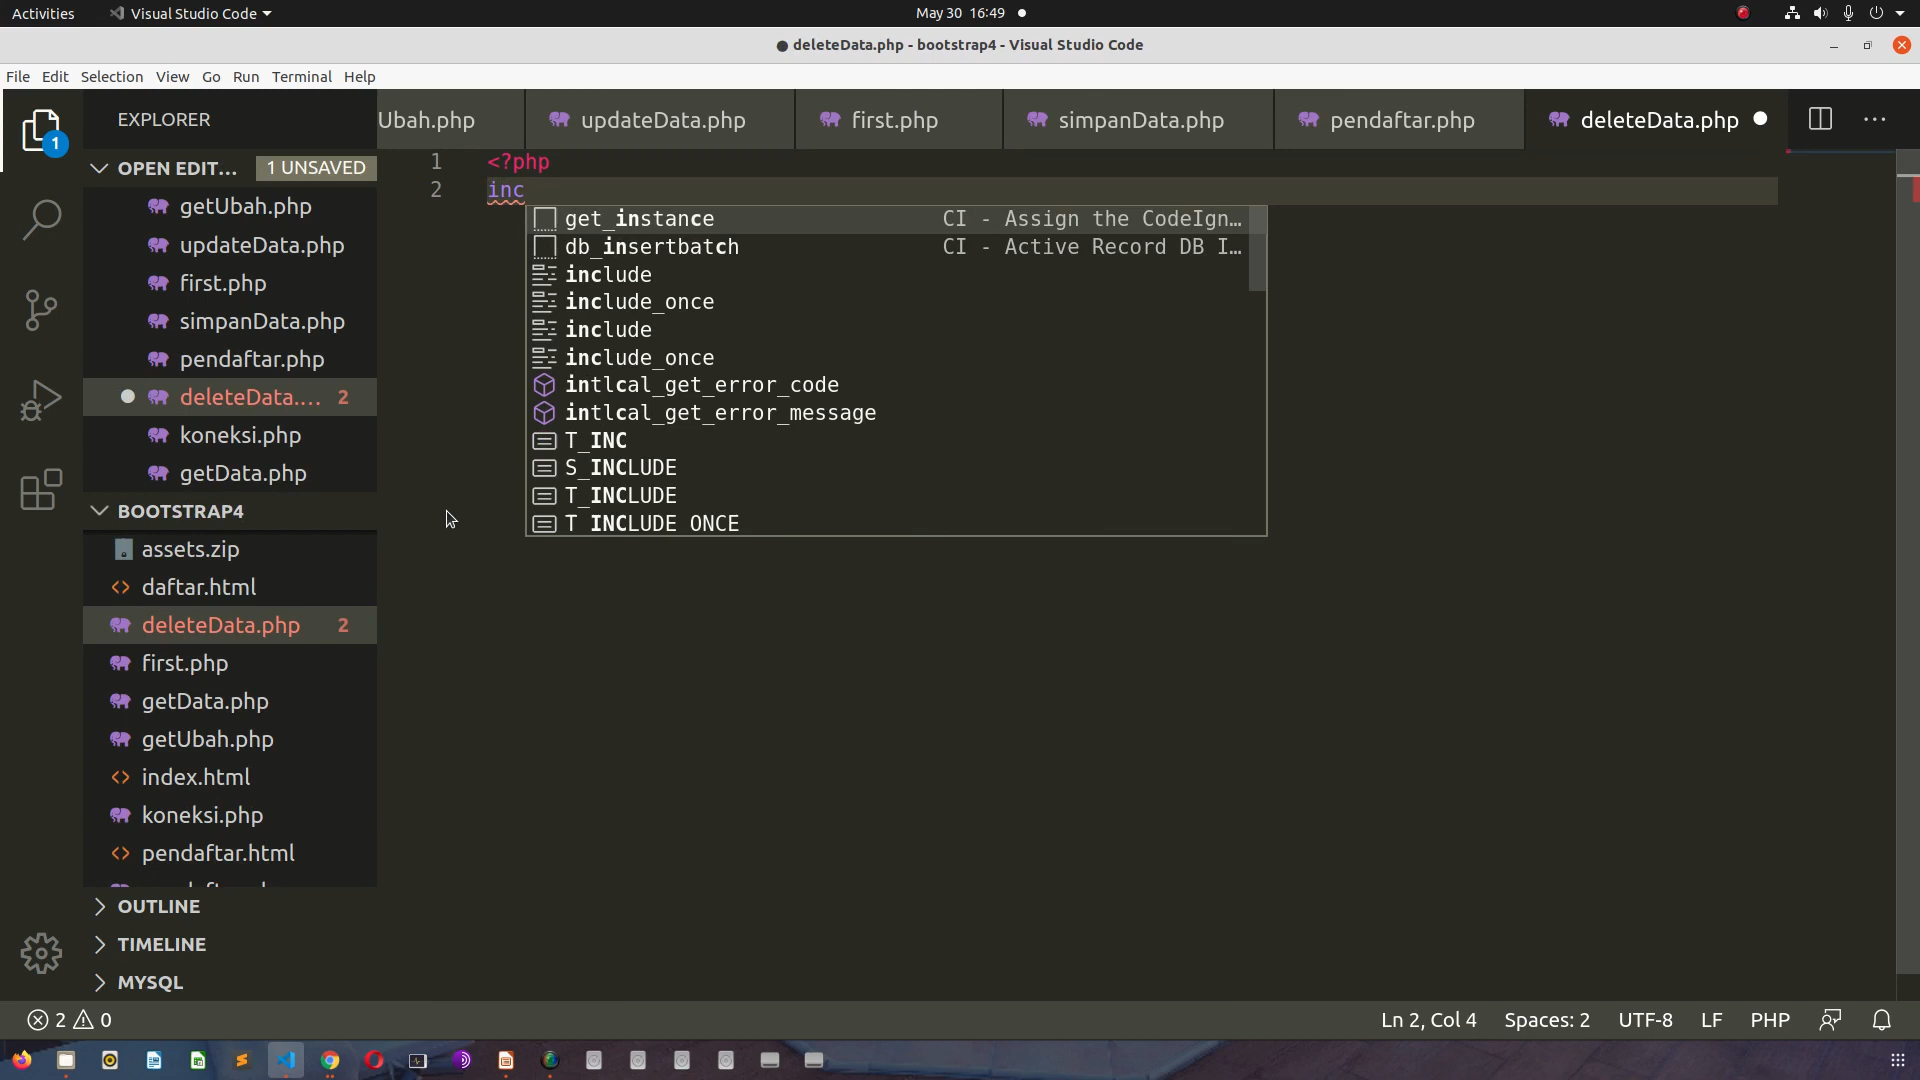 Activities
Visual Studio Code
May 30 16:49
deleteData.php - bootstrap4 - Visual Studio Code
File Edit Selection View Go Run Terminal Help
1
EXPLORER
Ubah.php
updateData.php
first.php
simpanData.php
pendaftar.php
deleteData.php
OPEN EDIT... 1 UNSAVED
getUbah.php
updateData.php
first.php
simpanData.php
pendaftar.php
deleteData.... 2
koneksi.php
getData.php
BOOTSTRAP4
assets.zip
daftar.html
deleteData.php 2
first.php
getData.php
getUbah.php
index.html
koneksi.php
pendaftar.html
OUTLINE
TIMELINE
MYSQL
1 <?php
2 inc
get_instance CI - Assign the CodeIgn...
db_insertbatch CI - Active Record DB I...
include
include_once
include
include_once
intlcal_get_error_code
intlcal_get_error_message
T_INC
S_INCLUDE
T_INCLUDE
T_INCLUDE_ONCE
2 0
Ln 2, Col 4 Spaces: 2 UTF-8 LF PHP